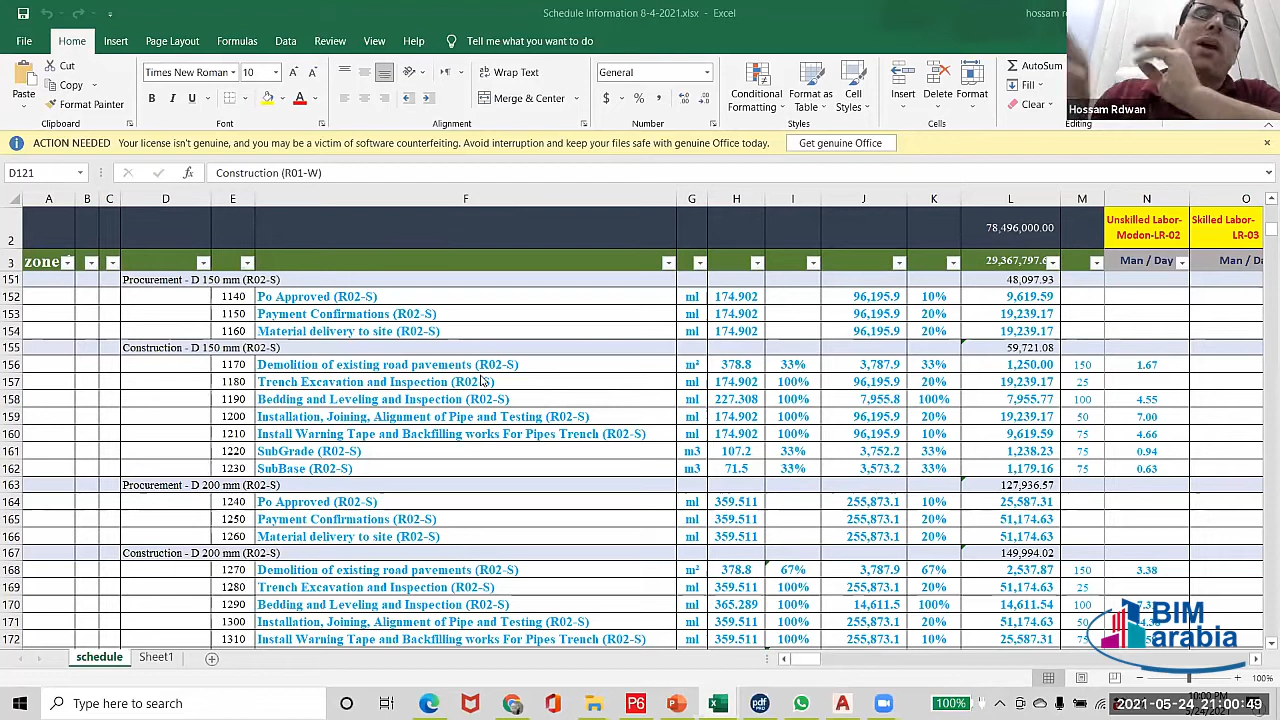 Schedule Information 8-4-2021.xlsx - Excel
hossam r
File Home Insert Page Layout Formulas Data Review View Help Tell me what you want to do
Hossam Rdwan
Paste Cut Copy Format Painter
Times New Roman 10
B I U
Wrap Text
Merge & Center
General
$ % ,
Conditional Formatting Format as Table Cell Styles
Insert Delete Format
AutoSum
Fill
Clear
Clipboard Font Alignment Number Styles Cells Editing
ACTION NEEDED Your license isn't genuine, and you may be a victim of software counterfeiting. Avoid interruption and keep your files safe with genuine Office today. Get genuine Office
D121 fx Construction (R01-W)
A B C D E F G H I J K L M N O
2 78,496,000.00 Unskilled Labor-Modon-LR-02 Skilled Labor-LR-03
3 zone 29,367,797.6 Man / Day Man / D
151 Procurement - D 150 mm (R02-S) 48,097.93
152 1140 Po Approved (R02-S) ml 174.902 96,195.9 10% 9,619.59
153 1150 Payment Confirmations (R02-S) ml 174.902 96,195.9 20% 19,239.17
154 1160 Material delivery to site (R02-S) ml 174.902 96,195.9 20% 19,239.17
155 Construction - D 150 mm (R02-S) 59,721.08
156 1170 Demolition of existing road pavements (R02-S) m² 378.8 33% 3,787.9 33% 1,250.00 150 1.67
157 1180 Trench Excavation and Inspection (R02-S) ml 174.902 100% 96,195.9 20% 19,239.17 25
158 1190 Bedding and Leveling and Inspection (R02-S) ml 227.308 100% 7,955.8 100% 7,955.77 100 4.55
159 1200 Installation, Joining, Alignment of Pipe and Testing (R02-S) ml 174.902 100% 96,195.9 20% 19,239.17 50 7.00
160 1210 Install Warning Tape and Backfilling works For Pipes Trench (R02-S) ml 174.902 100% 96,195.9 10% 9,619.59 75 4.66
161 1220 SubGrade (R02-S) m3 107.2 33% 3,752.2 33% 1,238.23 75 0.94
162 1230 SubBase (R02-S) m3 71.5 33% 3,573.2 33% 1,179.16 75 0.63
163 Procurement - D 200 mm (R02-S) 127,936.57
164 1240 Po Approved (R02-S) ml 359.511 255,873.1 10% 25,587.31
165 1250 Payment Confirmations (R02-S) ml 359.511 255,873.1 20% 51,174.63
166 1260 Material delivery to site (R02-S) ml 359.511 255,873.1 20% 51,174.63
167 Construction - D 200 mm (R02-S) 149,994.02
168 1270 Demolition of existing road pavements (R02-S) m² 378.8 67% 3,787.9 67% 2,537.87 150 3.38
169 1280 Trench Excavation and Inspection (R02-S) ml 359.511 100% 255,873.1 20% 51,174.63 25
170 1290 Bedding and Leveling and Inspection (R02-S) ml 365.289 100% 14,611.5 100% 14,611.54 100
171 1300 Installation, Joining, Alignment of Pipe and Testing (R02-S) ml 359.511 100% 255,873.1 20% 51,174.63
172 1310 Install Warning Tape and Backfilling works For Pipes Trench (R02-S) ml 359.511 100% 255,873.1 10% 25,587.31
BIM
arabia
schedule Sheet1
100%
Type here to search
P6
100%
10:00 PM
2021-05-24 21:00:49